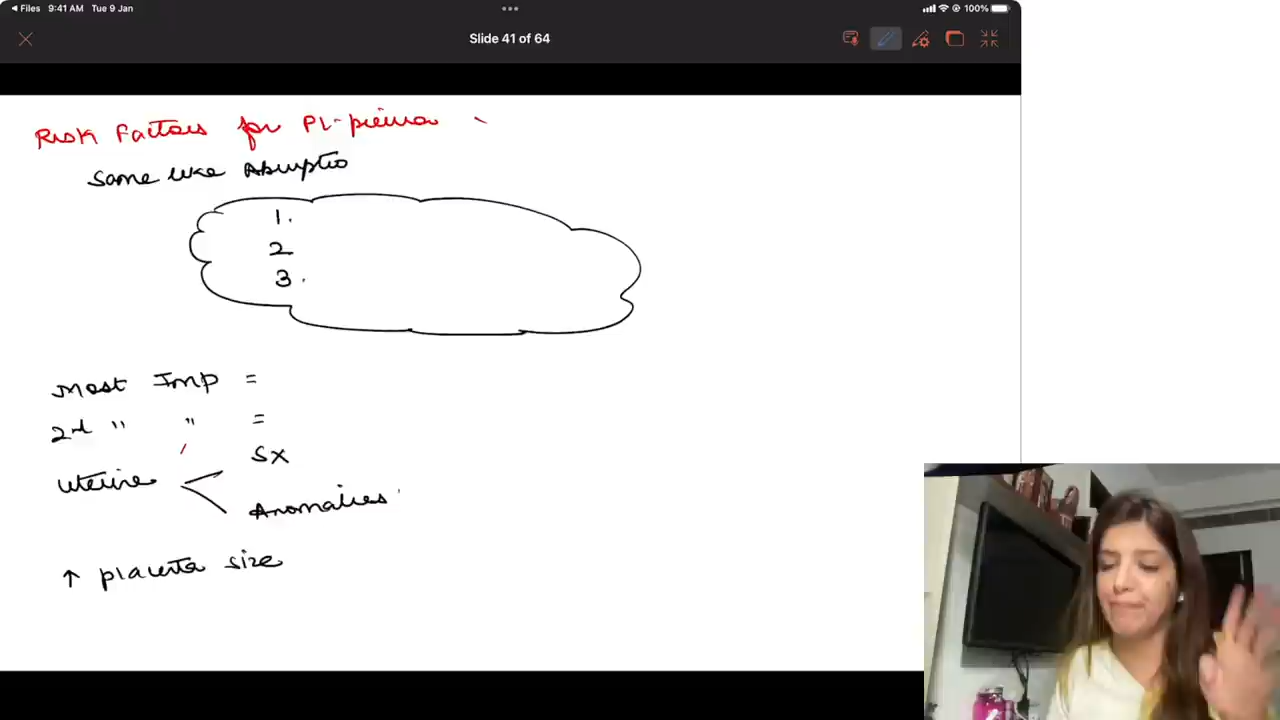 Files 9:41 AM Tue 9 Jan 100%
Slide 41 of 64
Risk Factors for Pl-previa
Same like Abruptio
1.
2
3.
Most Imp =
2nd " " =
Sx
uterine
Anomalies
↑ placenta size